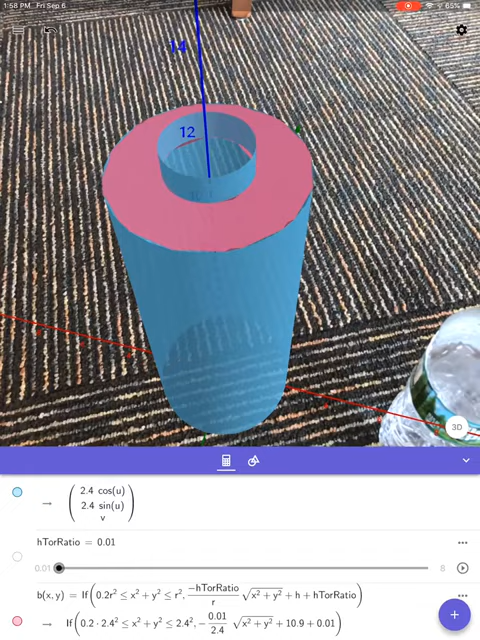 1:58 PM Fri Sep 6
65%
14
12
3D
→ ( 2.4 cos(u)
2.4 sin(u)
v )
hTorRatio = 0.01
0.01
8
b(x, y) = If(0.2r² ≤ x² + y² ≤ r², −hTorRatio/r √x² + y² + h + hTorRatio)
→ If(0.2 · 2.4² ≤ x² + y² ≤ 2.4², − 0.01/2.4 √x² + y² + 10.9 + 0.01)